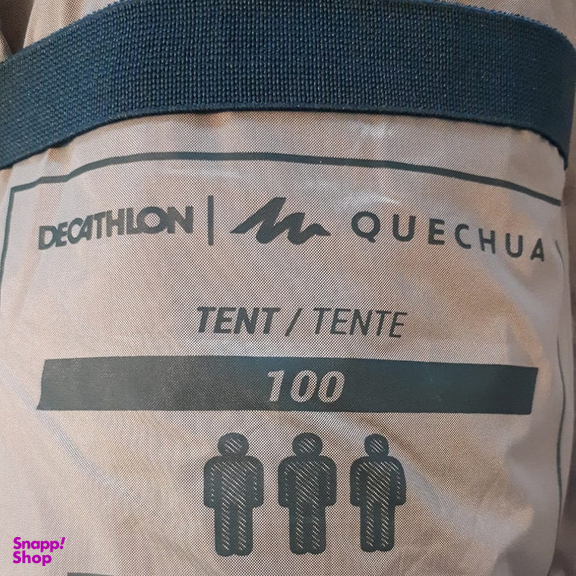 DECATHLON | QUECHUA
TENT / TENTE
100
Snapp!
Shop